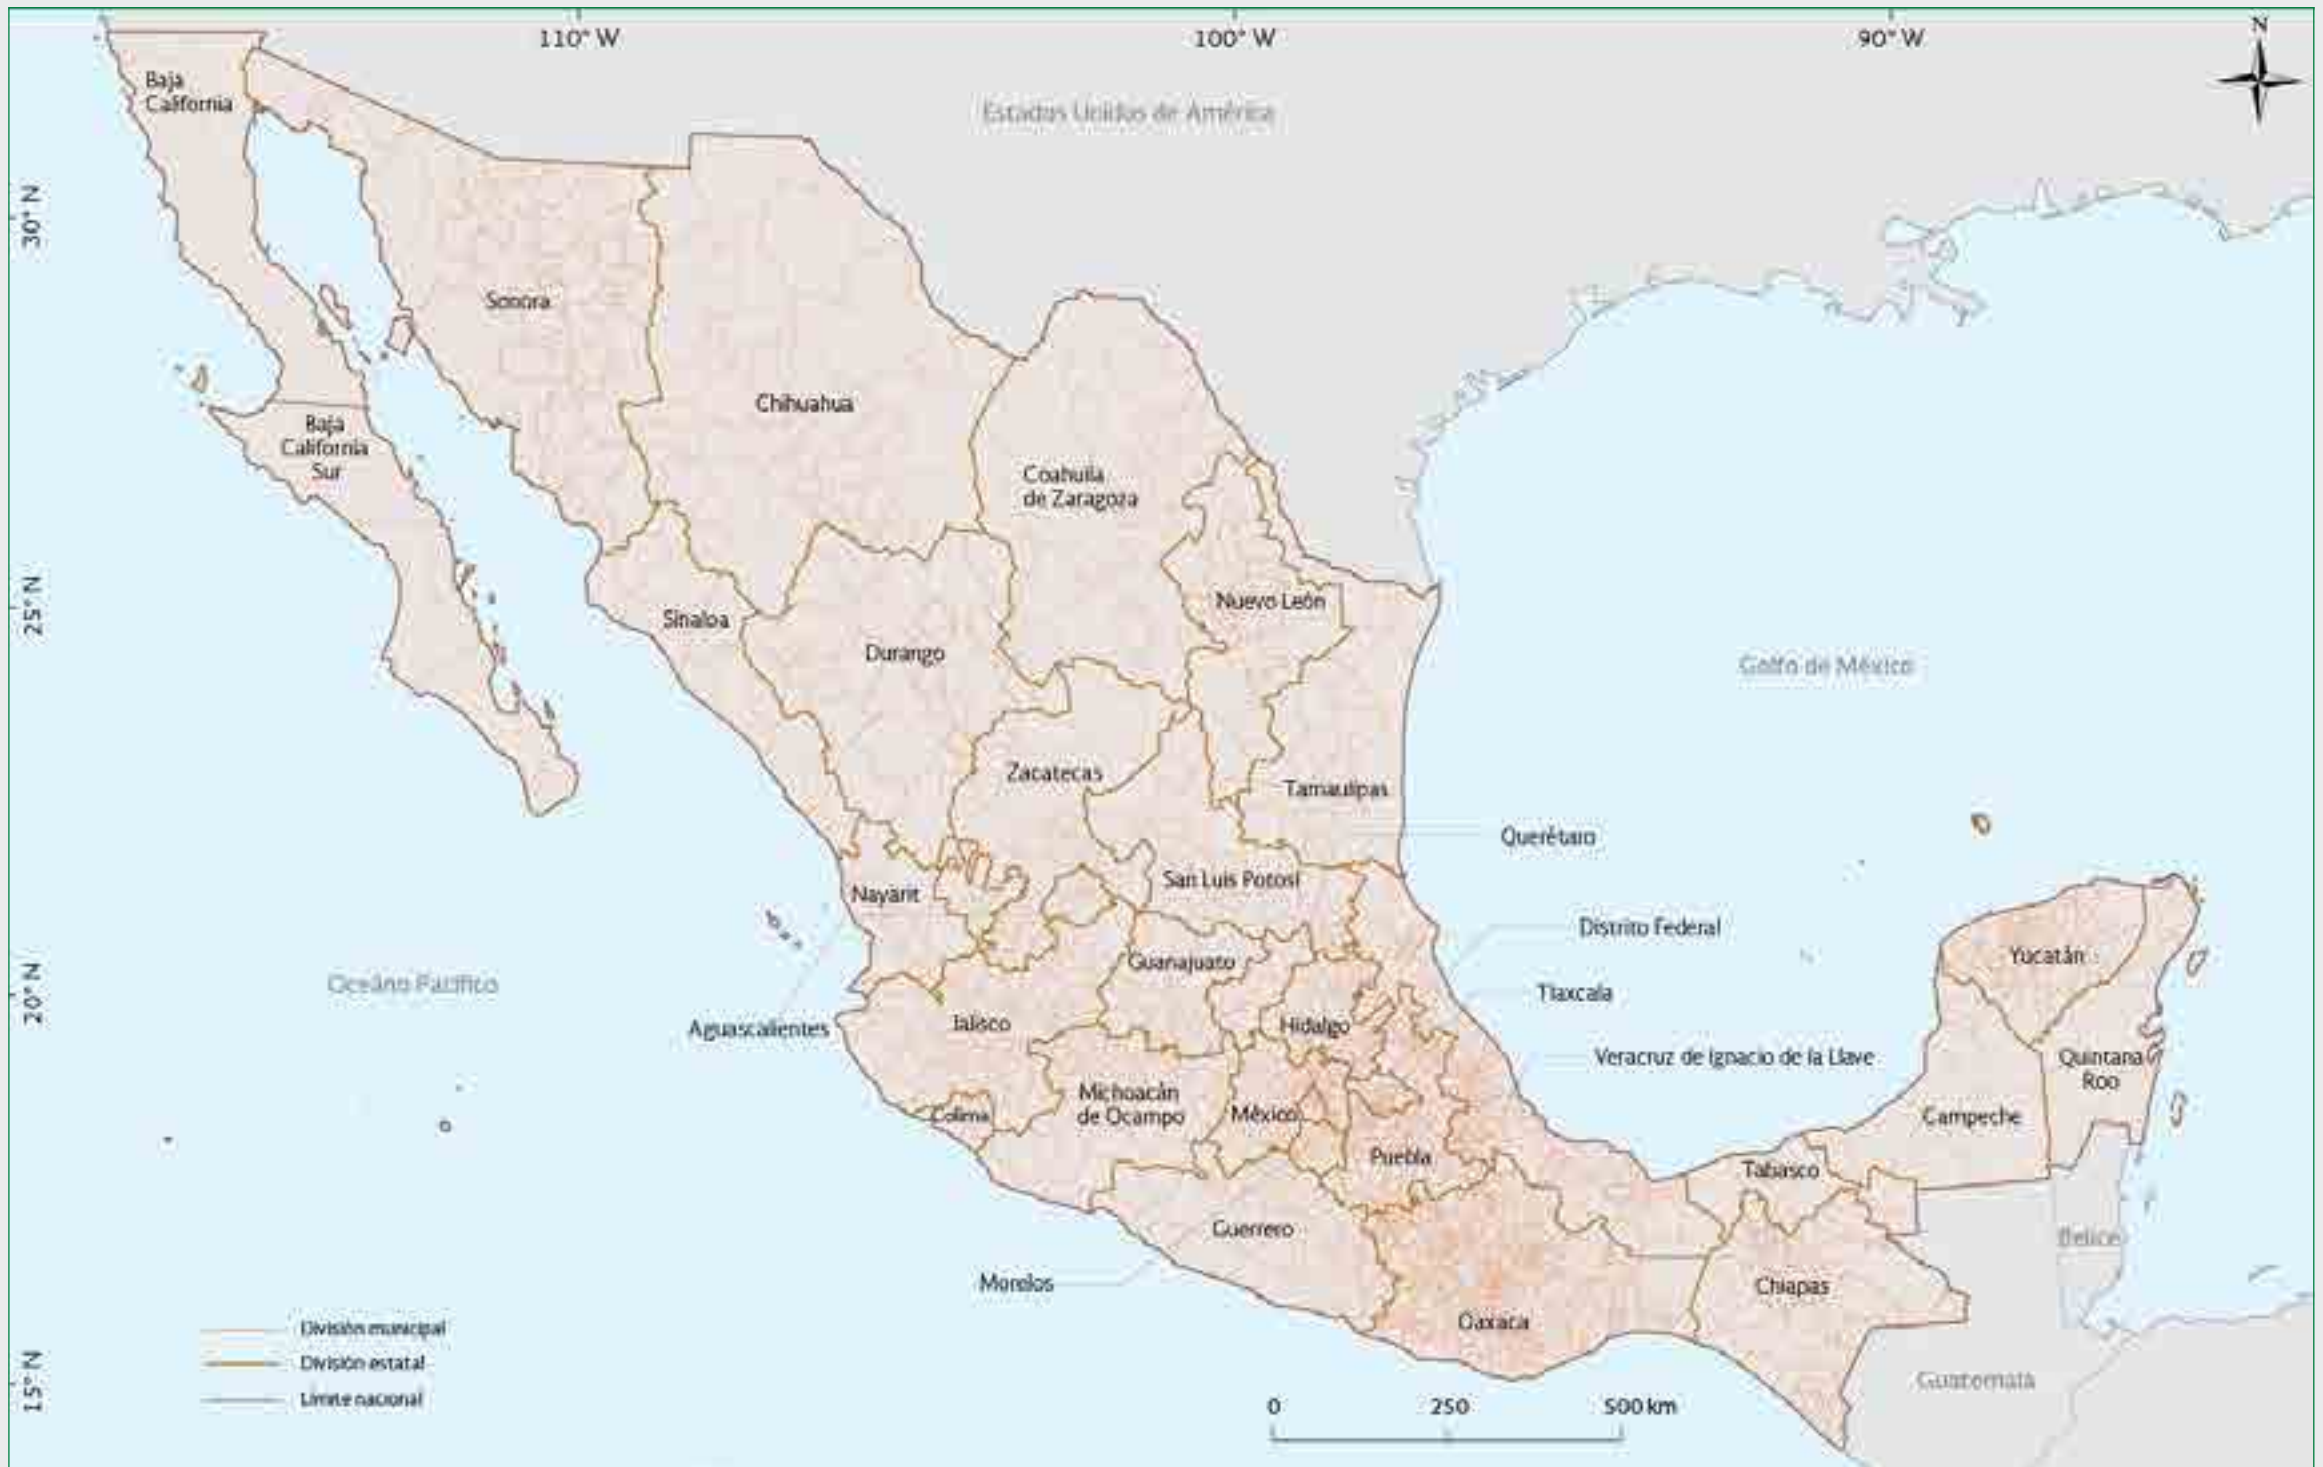 110° W
100° W
90° W
N
Baja
California
Estados Unidos de América
30° N
Sonora
Chihuahua
Baja
California
Sur
Coahuila
de Zaragoza
25° N
Nuevo León
Sinaloa
Durango
Golfo de México
Zacatecas
Tamaulipas
Querétaro
San Luis Potosí
Nayarit
Distrito Federal
Yucatán
Guanajuato
20° N
Océano Pacífico
Tlaxcala
Aguascalientes
Jalisco
Hidalgo
Veracruz de Ignacio de la Llave
Quintana
Roo
Michoacán
de Ocampo
Colima
México
Campeche
Puebla
Tabasco
Guerrero
Belice
Morelos
Chiapas
Oaxaca
División municipal
División estatal
Límite nacional
15° N
Guatemala
0
250
500 km